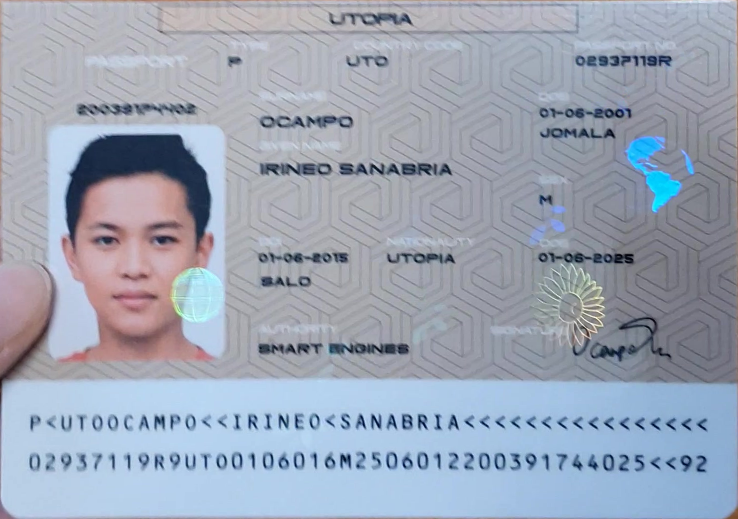 UTOPIA
TYPE COUNTRY CODE PASSPORT NO
PASSPORT P UTO 02937119R
20039174402
SURNAME DOB
OCAMPO 01-06-2001
JOMALA
GIVEN NAME
IRINEO SANABRIA
SEX
M
DOI NATIONALITY DOE
01-06-2015 UTOPIA 01-06-2025
SALO
AUTHORITY SIGNATURE
SMART ENGINES
P<UTOOCAMPO<<IRINEO<SANABRIA<<<<<<<<<<<<<<<<
02937119R9UTO0106016M2506012200391744025<<92